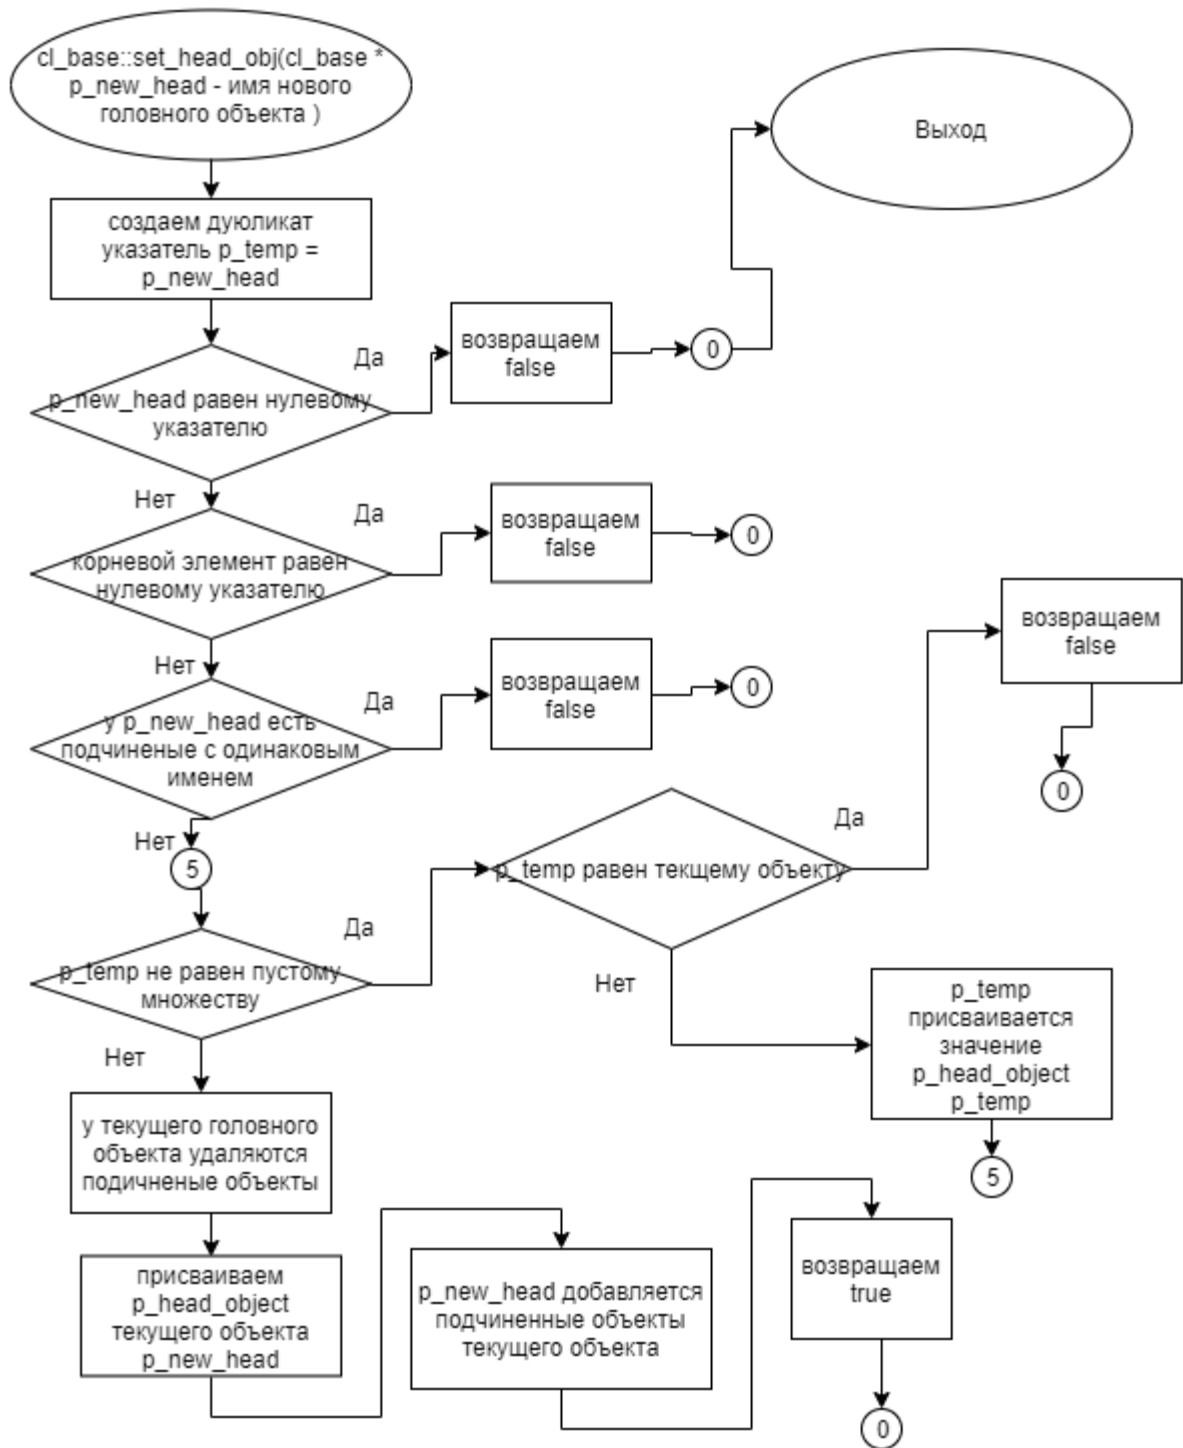 cl_base::set_head_obj(cl_base *
p_new_head - имя нового
головного объекта )
Выход
создаем дуюликат
указатель p_temp =
p_new_head
Да
возвращаем
false
0
p_new_head равен нулевому
указателю
Нет
Да
возвращаем
false
0
корневой элемент равен
нулевому указателю
Нет
Да
возвращаем
false
0
у p_new_head есть
подчиненые с одинаковым
именем
Нет
5
возвращаем
false
0
Да
p_temp равен текщему объекту
Да
p_temp не равен пустому
множеству
Нет
Нет
p_temp
присваивается
значение
p_head_object
p_temp
5
у текущего головного
объекта удаляются
подичненые объекты
присваиваем
p_head_object
текущего объекта
p_new_head
p_new_head добавляется
подчиненные объекты
текущего объекта
возвращаем
true
0